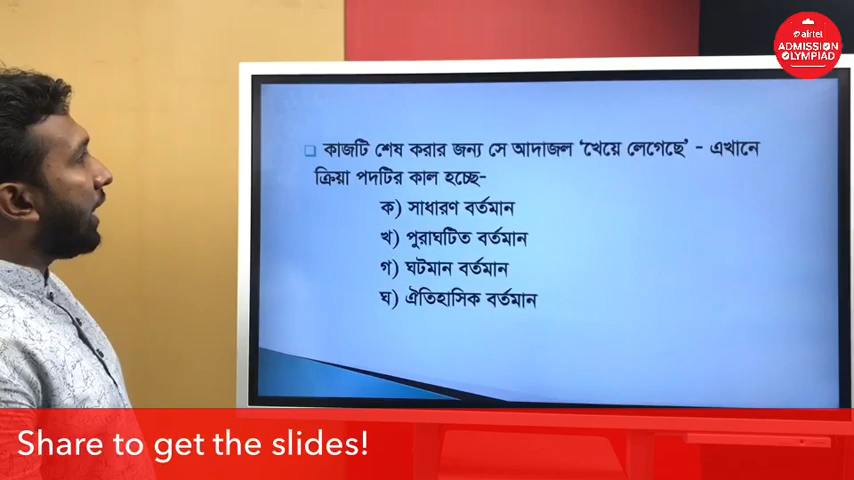 airtel
ADMISSION
OLYMPIAD
কাজটি শেষ করার জন্য সে আদাজল ‘খেয়ে লেগেছে’ - এখানে
ক্রিয়া পদটির কাল হচ্ছে-
ক) সাধারণ বর্তমান
খ) পুরাঘটিত বর্তমান
গ) ঘটমান বর্তমান
ঘ) ঐতিহাসিক বর্তমান
Share to get the slides!